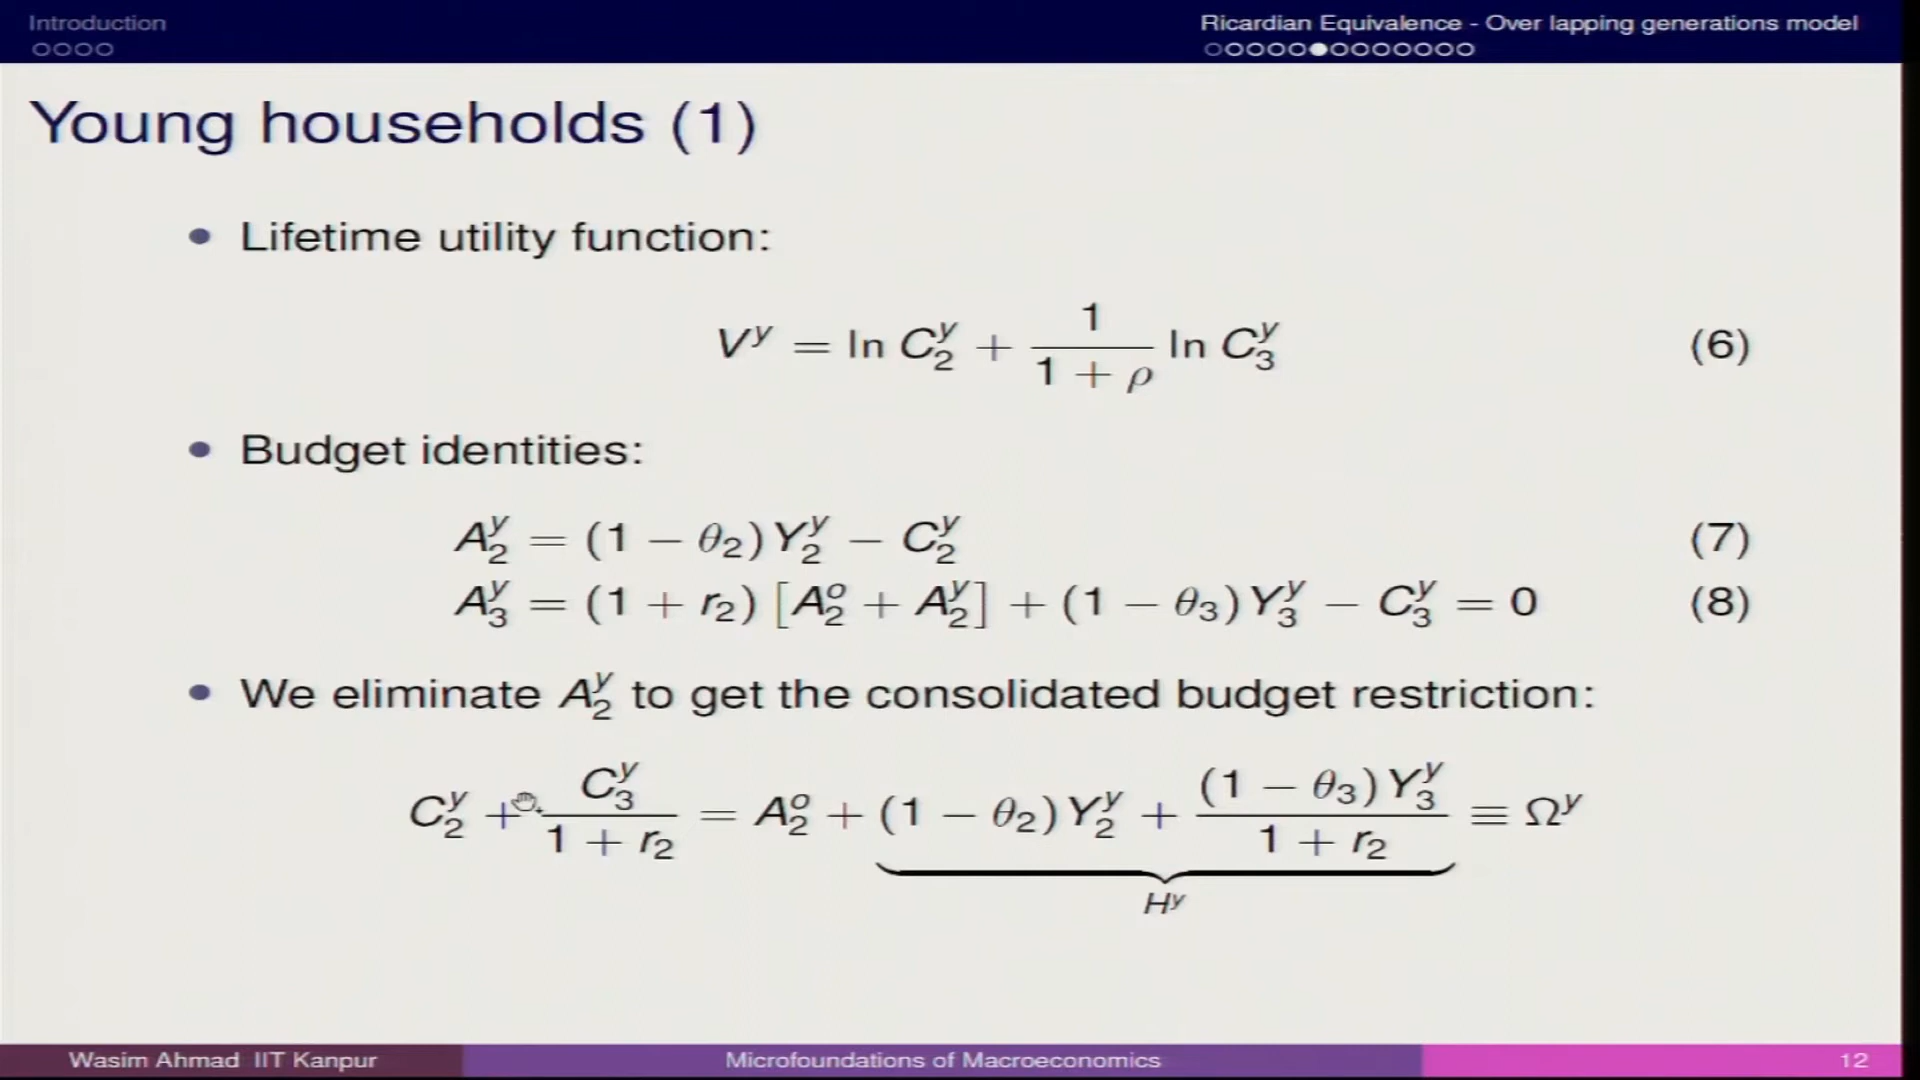 Introduction
Ricardian Equivalence - Over lapping generations model
Young households (1)
• Lifetime utility function:
V^y = ln C_2^y + \frac{1}{1 + ρ} ln C_3^y (6)
• Budget identities:
A_2^y = (1 − θ_2) Y_2^y − C_2^y (7)
A_3^y = (1 + r_2) [A_2^o + A_2^y] + (1 − θ_3) Y_3^y − C_3^y = 0 (8)
• We eliminate A_2^y to get the consolidated budget restriction:
C_2^y + \frac{C_3^y}{1 + r_2} = A_2^o + (1 − θ_2) Y_2^y + \frac{(1 − θ_3) Y_3^y}{1 + r_2} ≡ Ω^y
H^y
Wasim Ahmad IIT Kanpur
Microfoundations of Macroeconomics
12